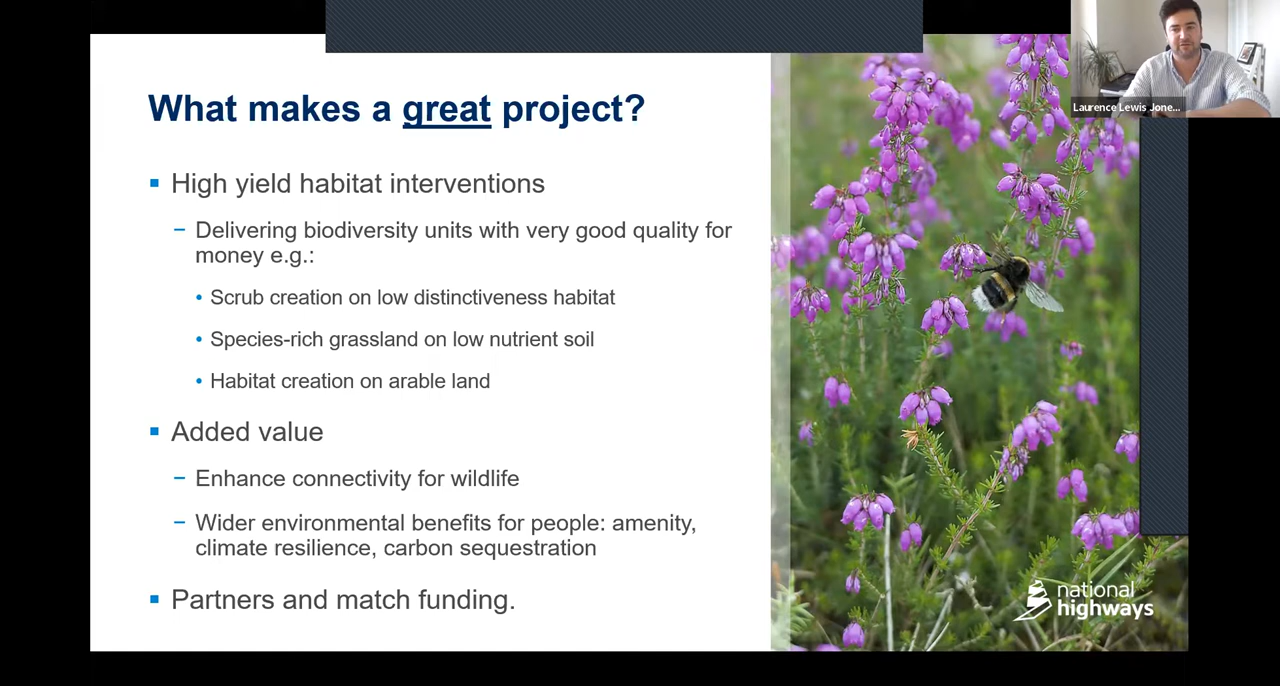 Laurence Lewis Jone...
What makes a great project?
▪ High yield habitat interventions
− Delivering biodiversity units with very good quality for
money e.g.:
• Scrub creation on low distinctiveness habitat
• Species-rich grassland on low nutrient soil
• Habitat creation on arable land
▪ Added value
− Enhance connectivity for wildlife
− Wider environmental benefits for people: amenity,
climate resilience, carbon sequestration
▪ Partners and match funding.
national
highways